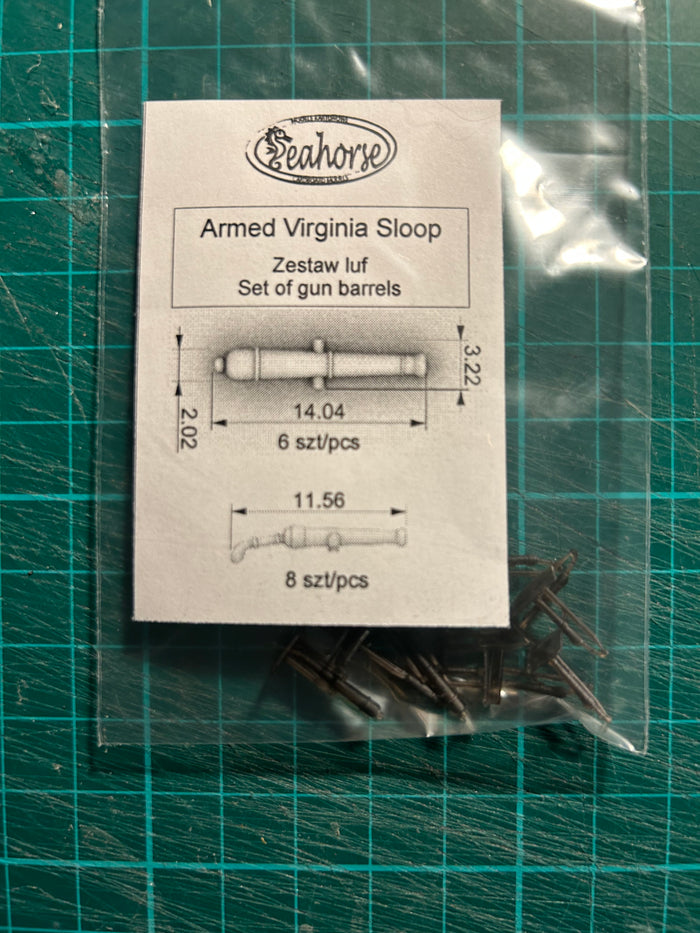 Seahorse
Armed Virginia Sloop
Zestaw luf
Set of gun barrels
3.22
2.02
14.04
6 szt/pcs
11.56
8 szt/pcs